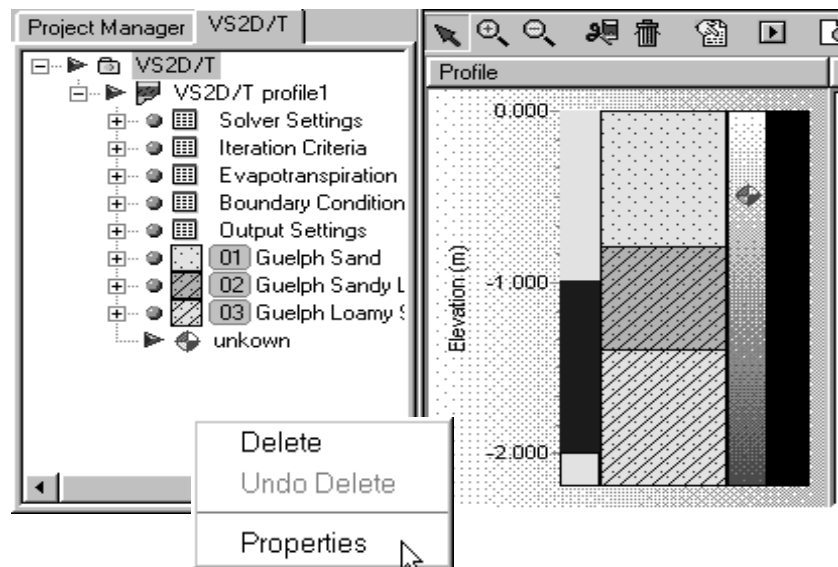 Project Manager VS2D/T
VS2D/T
VS2D/T profile1
Solver Settings
Iteration Criteria
Evapotranspiration
Boundary Condition
Output Settings
01 Guelph Sand
02 Guelph Sandy L
03 Guelph Loamy S
unkown
Delete
Undo Delete
Properties
Profile
0.000
-1.000
-2.000
Elevation (m)